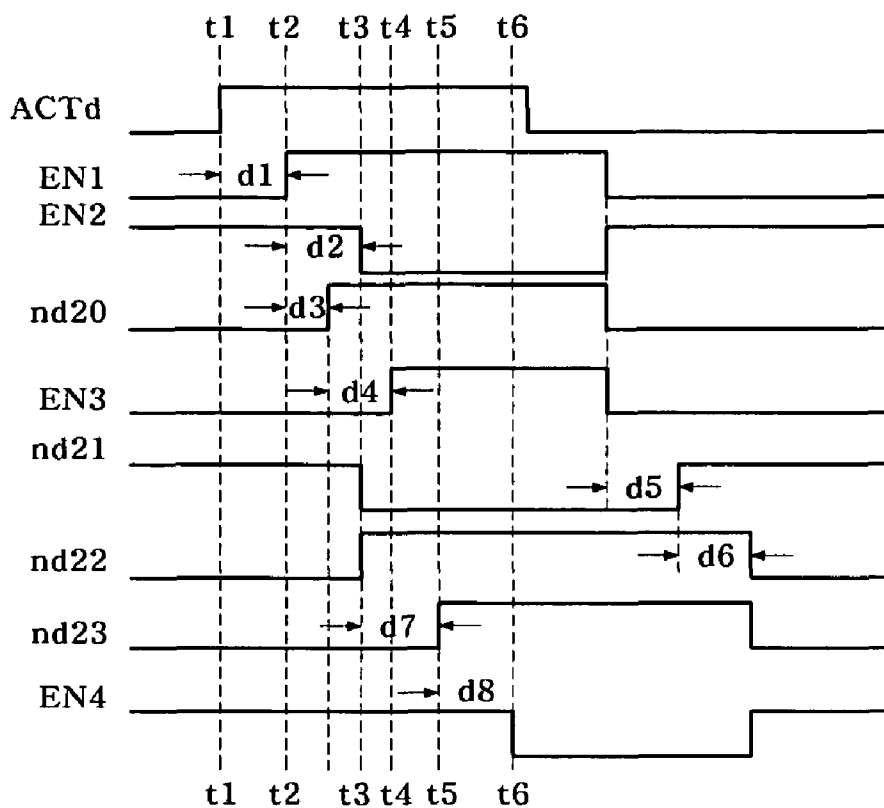 t1 t2 t3 t4 t5 t6
ACTd
EN1
d1
EN2
d2
nd20
d3
EN3
d4
nd21
d5
nd22
d6
nd23
d7
EN4
d8
t1 t2 t3 t4 t5 t6